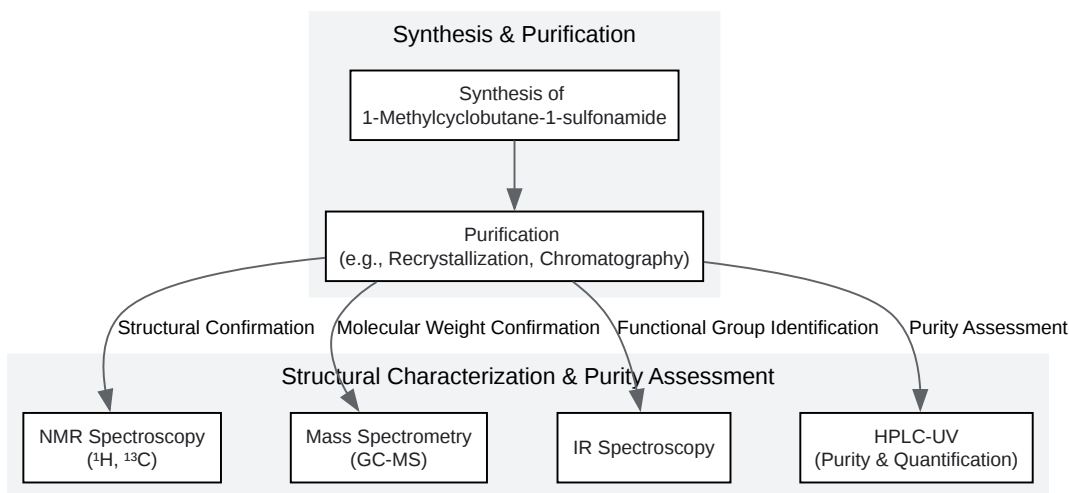 Synthesis & Purification
Synthesis of
1-Methylcyclobutane-1-sulfonamide
Purification
(e.g., Recrystallization, Chromatography)
Structural Confirmation
Molecular Weight Confirmation
Functional Group Identification
Purity Assessment
Structural Characterization & Purity Assessment
NMR Spectroscopy
(¹H, ¹³C)
Mass Spectrometry
(GC-MS)
IR Spectroscopy
HPLC-UV
(Purity & Quantification)